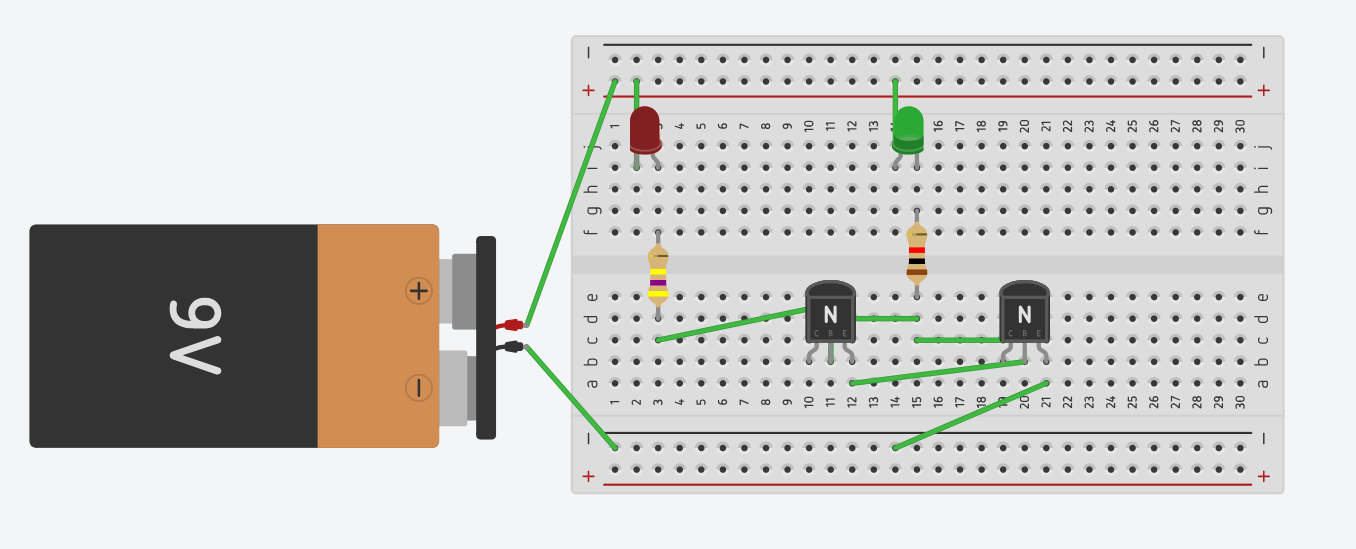 − −
+ +
1 2 3 4 5 6 7 8 9 10 11 12 13 14 15 16 17 18 19 20 21 22 23 24 25 26 27 28 29 30
j j
i i
h h
g g
f f
9V
+
−
e e
d N N d
C B E C B E
c c
b b
a a
1 2 3 4 5 6 7 8 9 10 11 12 13 14 15 16 17 18 19 20 21 22 23 24 25 26 27 28 29 30
− −
+ +